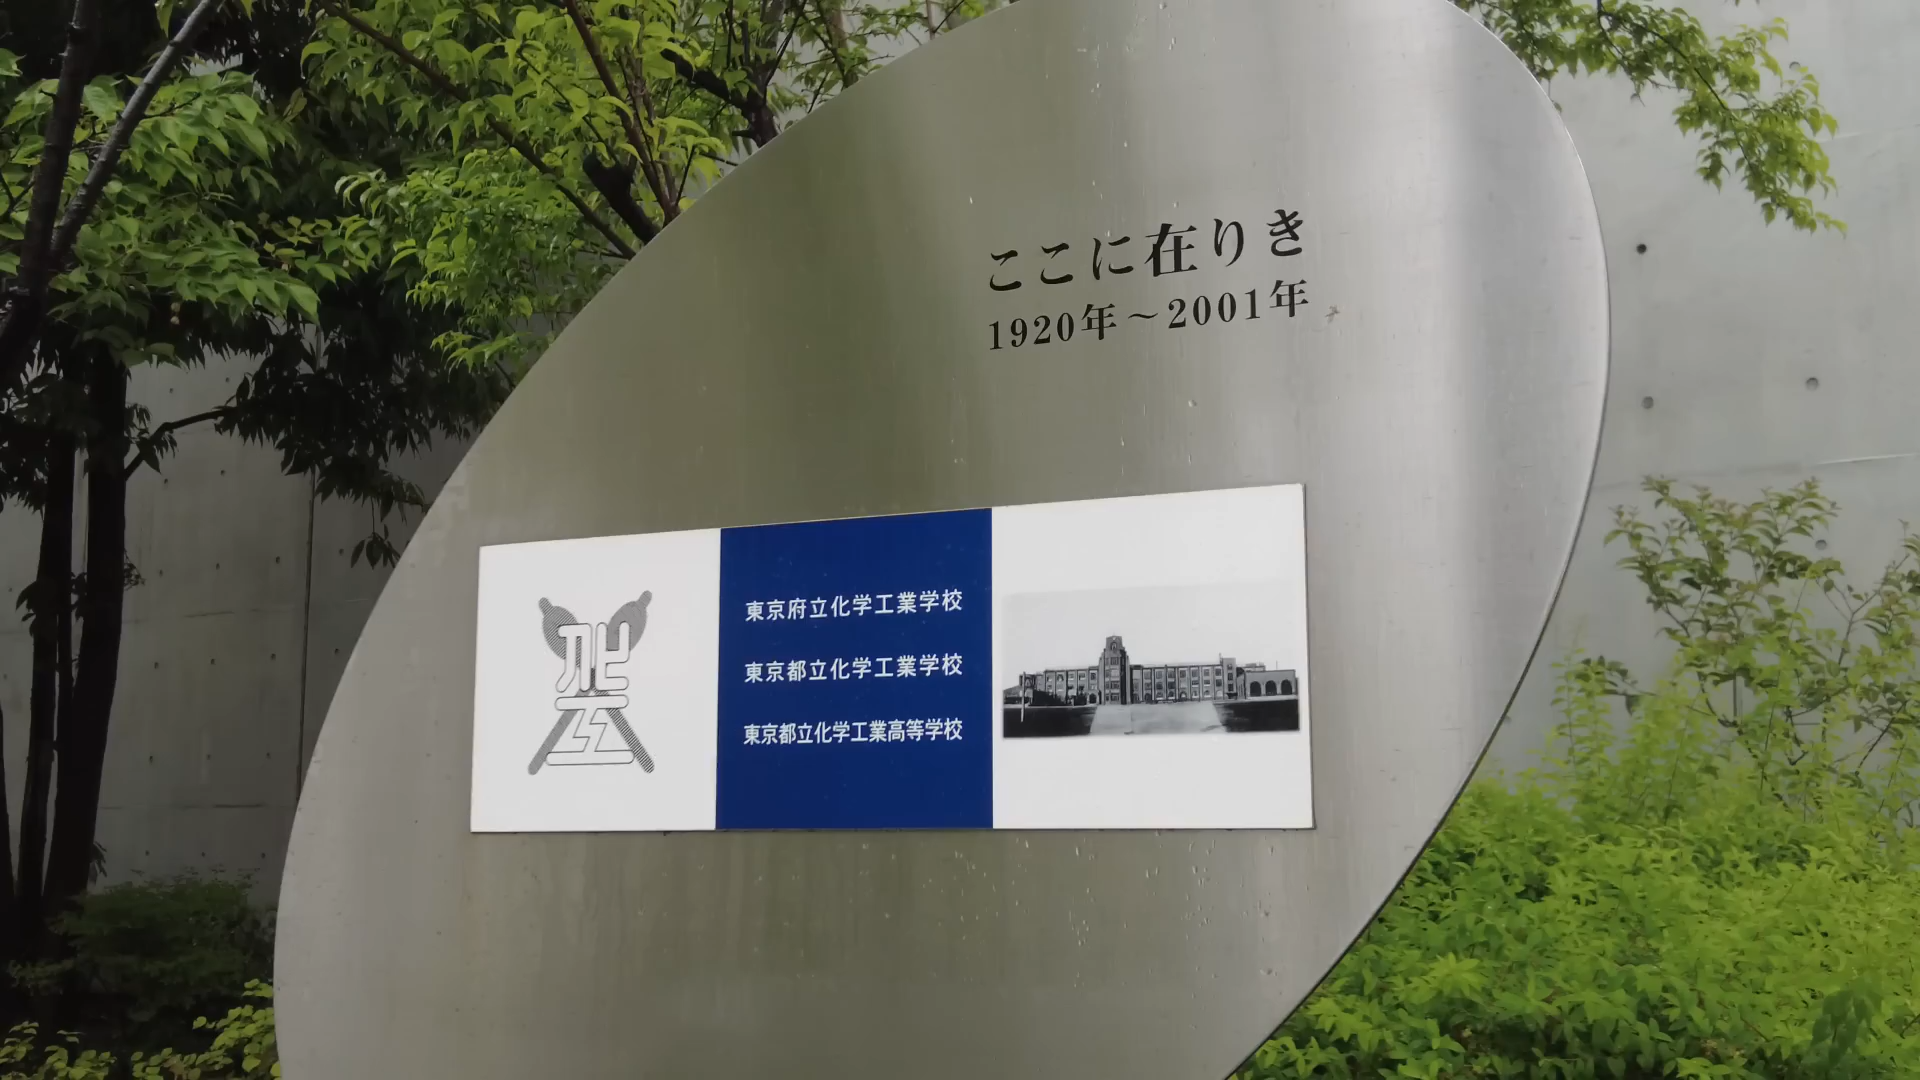 ここに在りき
1920年～2001年
東京府立化学工業学校
東京都立化学工業学校
東京都立化学工業高等学校